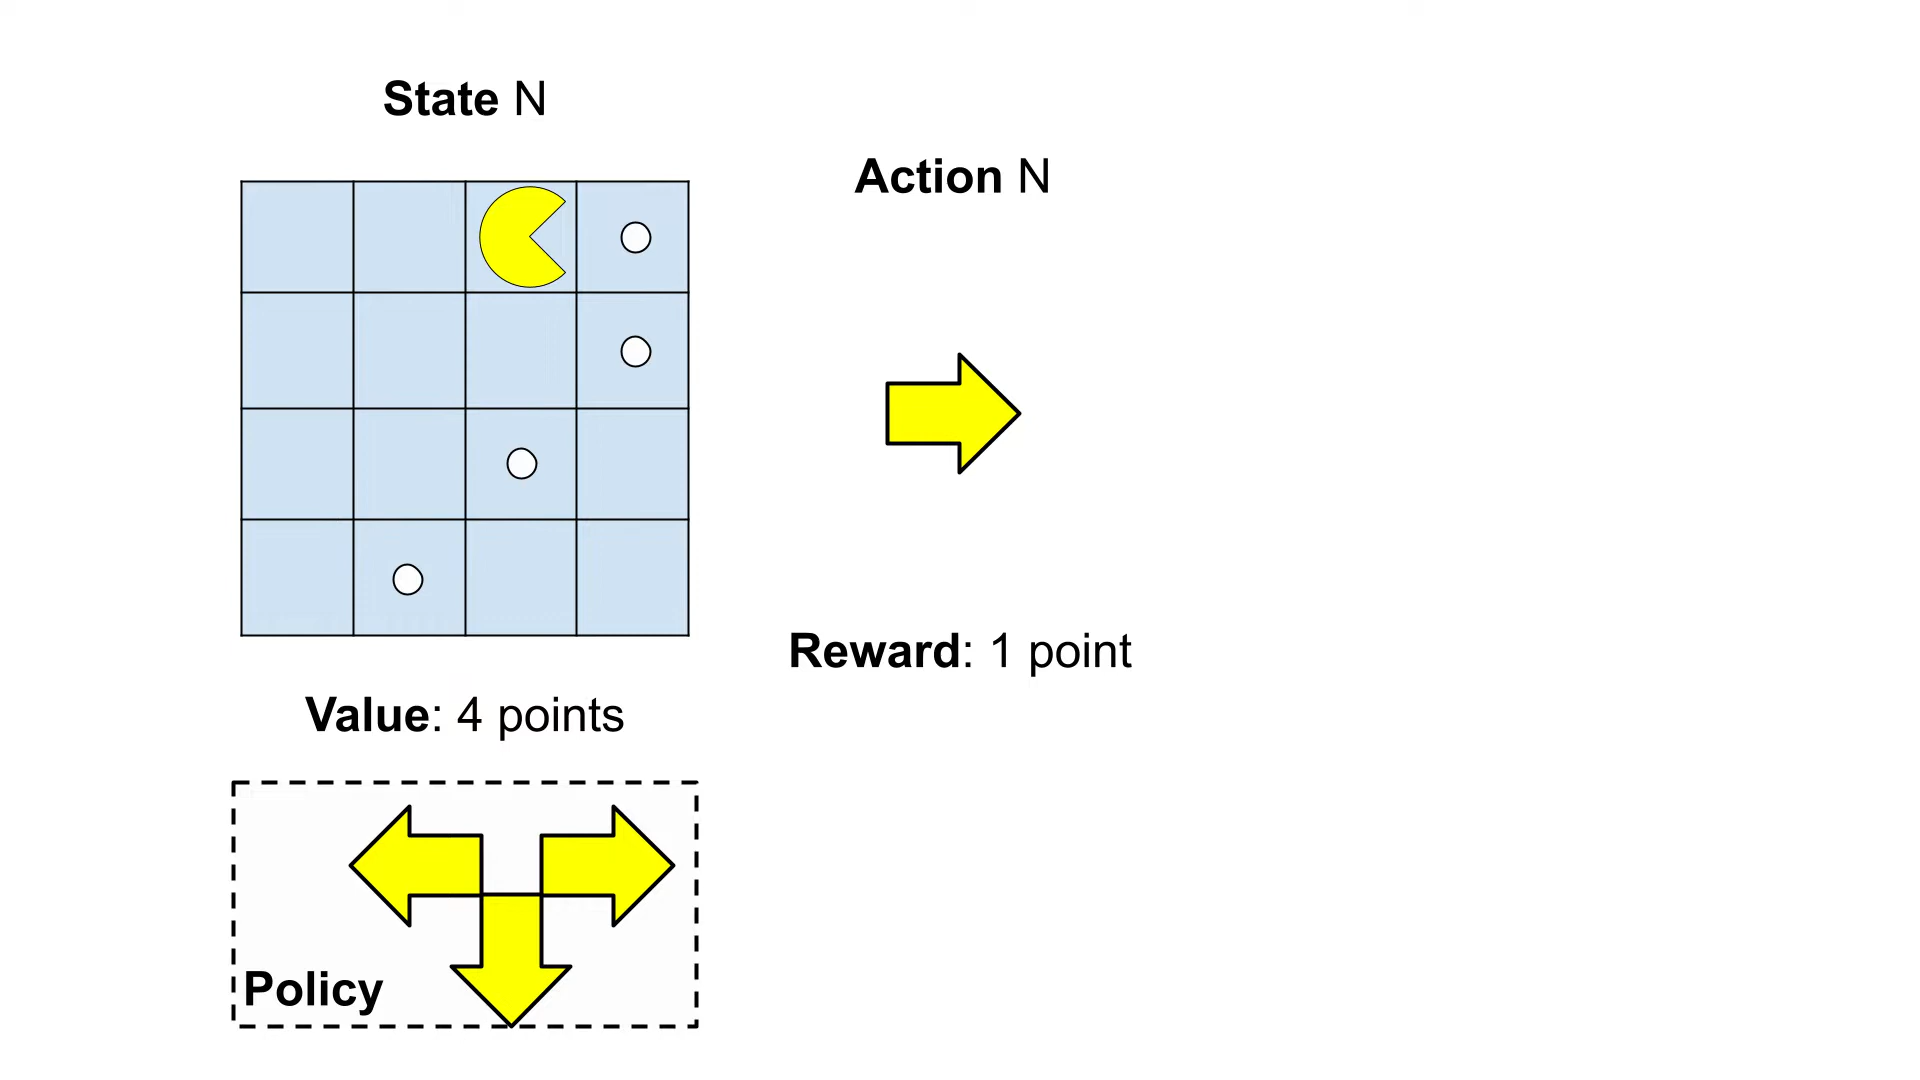 State N
Action N
Reward: 1 point
Value: 4 points
Policy